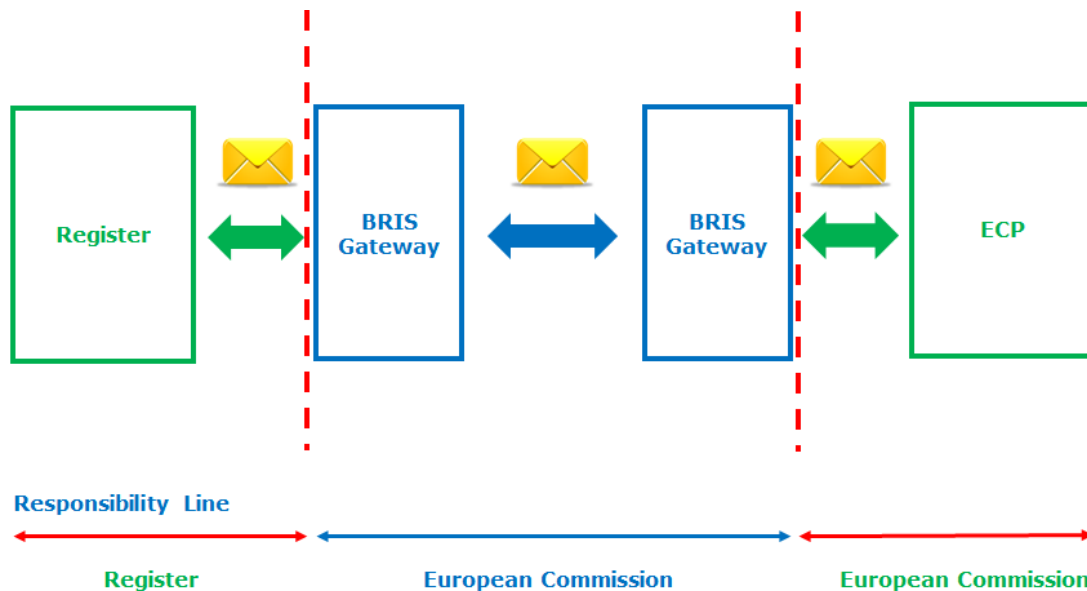 Register
BRIS
Gateway
BRIS
Gateway
ECP
Responsibility Line
Register
European Commission
European Commission